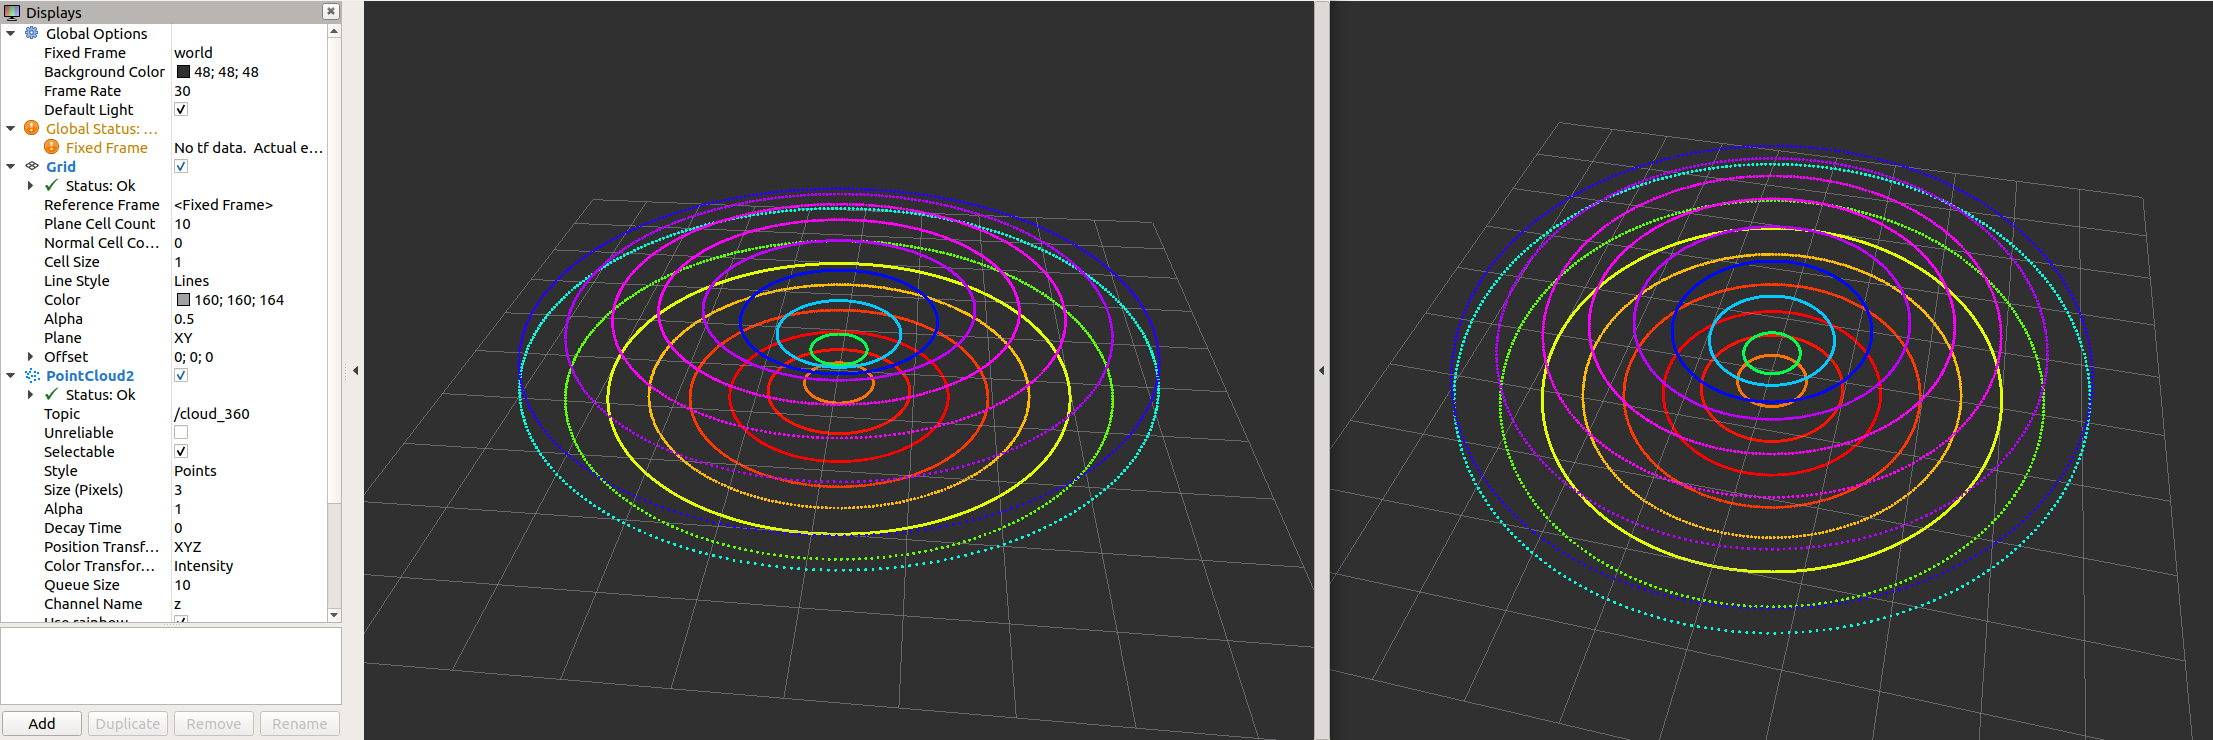 Displays
Global Options
Fixed Frame world
Background Color 48; 48; 48
Frame Rate 30
Default Light
Global Status: ...
Fixed Frame No tf data.  Actual e...
Grid
Status: Ok
Reference Frame <Fixed Frame>
Plane Cell Count 10
Normal Cell Co... 0
Cell Size 1
Line Style Lines
Color 160; 160; 164
Alpha 0.5
Plane XY
Offset 0; 0; 0
PointCloud2
Status: Ok
Topic /cloud_360
Unreliable
Selectable
Style Points
Size (Pixels) 3
Alpha 1
Decay Time 0
Position Transf... XYZ
Color Transfor... Intensity
Queue Size 10
Channel Name z
Use rainbow
Add Duplicate Remove Rename